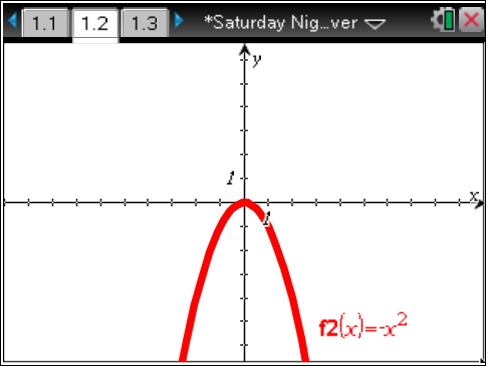 1.1 1.2 1.3 *Saturday Nig…ver
y
1
x
1
f2(x)=-x²